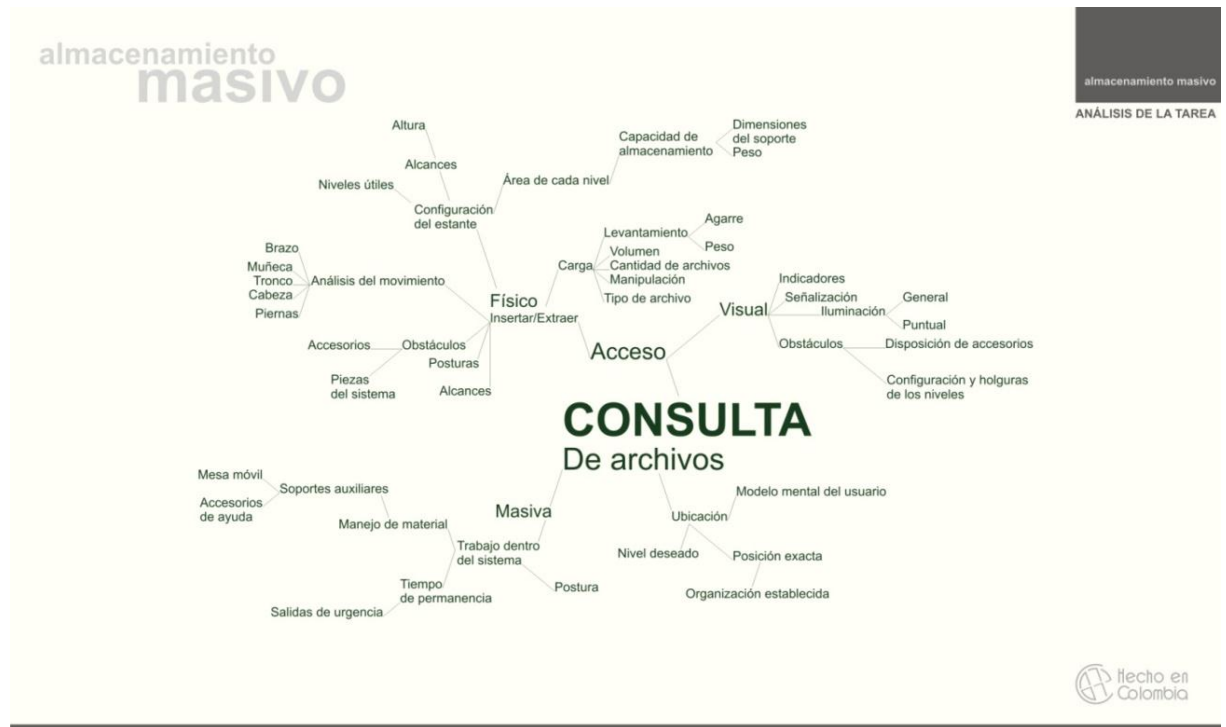 almacenamiento
masivo
almacenamiento masivo
ANÁLISIS DE LA TAREA
Altura
Alcances
Niveles útiles
Configuración
del estante
Área de cada nivel
Capacidad de
almacenamiento
Dimensiones
del soporte
Peso
Brazo
Muñeca
Tronco
Cabeza
Piernas
Análisis del movimiento
Físico
Insertar/Extraer
Carga
Levantamiento
Agarre
Peso
Volumen
Cantidad de archivos
Manipulación
Tipo de archivo
Accesorios
Obstáculos
Piezas
del sistema
Posturas
Alcances
Acceso
Visual
Indicadores
Señalización
Iluminación
General
Puntual
Obstáculos
Disposición de accesorios
Configuración y holguras
de los niveles
CONSULTA
De archivos
Masiva
Mesa móvil
Accesorios
de ayuda
Soportes auxiliares
Manejo de material
Trabajo dentro
del sistema
Tiempo
de permanencia
Salidas de urgencia
Postura
Ubicación
Modelo mental del usuario
Nivel deseado
Posición exacta
Organización establecida
Hecho en
Colombia